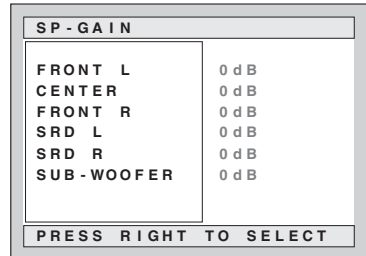 SP-GAIN
FRONT L 0dB
CENTER 0dB
FRONT R 0dB
SRD L 0dB
SRD R 0dB
SUB-WOOFER 0dB
PRESS RIGHT TO SELECT